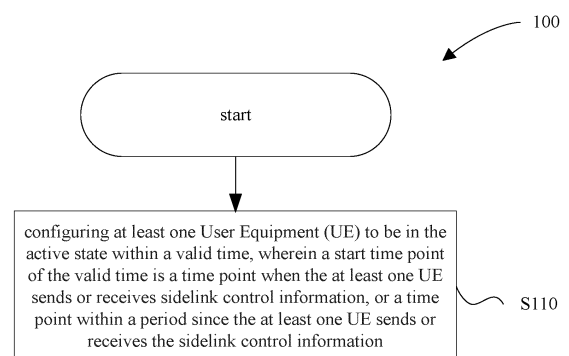 100
start
configuring at least one User Equipment (UE) to be in the
active state within a valid time, wherein a start time point
of the valid time is a time point when the at least one UE
sends or receives sidelink control information, or a time
point within a period since the at least one UE sends or
receives the sidelink control information
S110